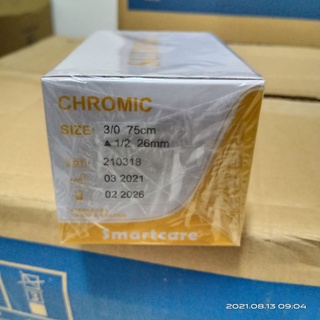 CHROMIC
SIZE: 3/0 75cm
▲ 1/2 26mm
LOT: 210318
03 2021
02 2026
Smartcare
2021.08.13 09:04